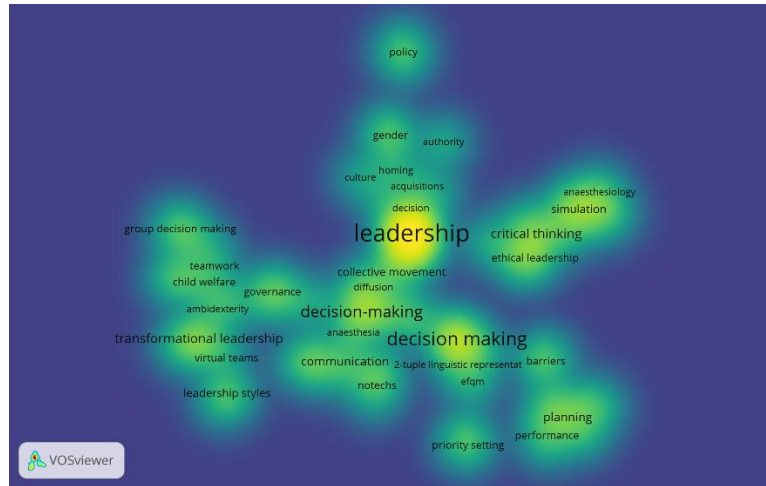 policy
gender
authority
homing
culture
acquisitions
anaesthesiology
decision
simulation
group decision making
leadership
critical thinking
ethical leadership
teamwork
collective movement
child welfare
diffusion
governance
ambidexterity
decision-making
anaesthesia
transformational leadership
decision making
virtual teams
communication
2-tuple linguistic representat
barriers
efqm
notechs
leadership styles
planning
performance
priority setting
VOSviewer